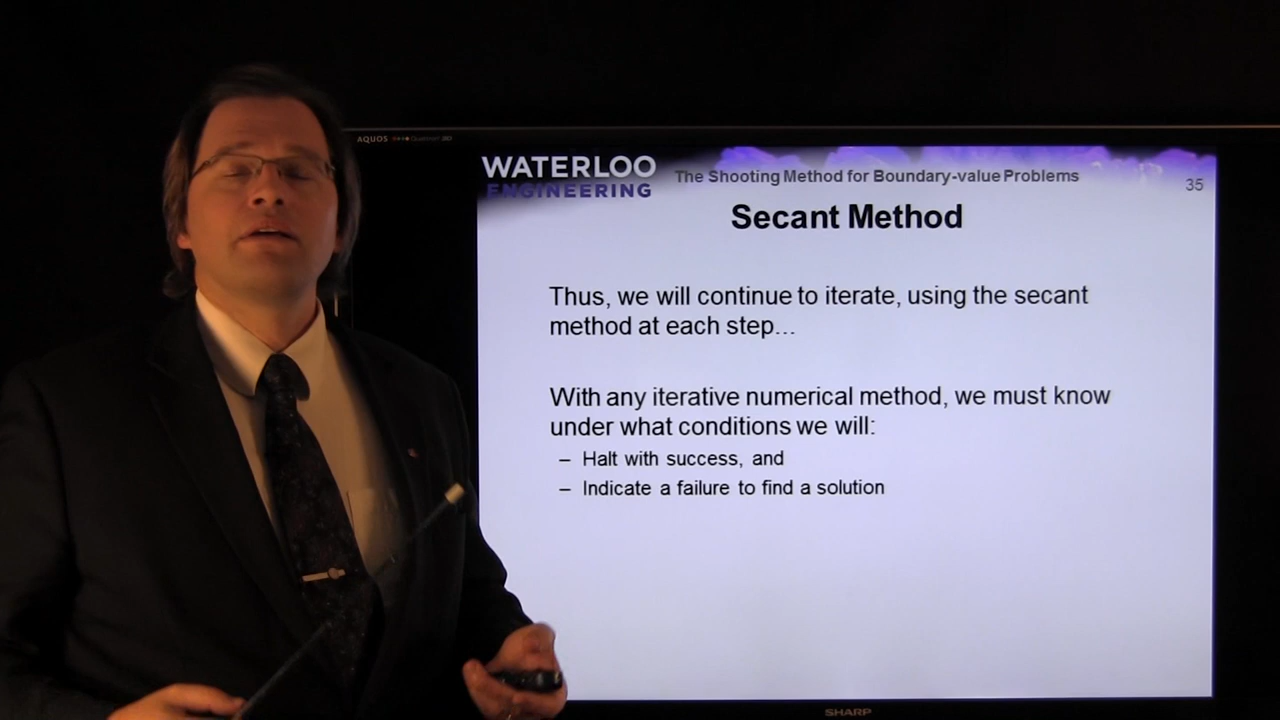 AQUOS
WATERLOO
ENGINEERING
The Shooting Method for Boundary-value Problems
35
Secant Method
Thus, we will continue to iterate, using the secant
method at each step...
With any iterative numerical method, we must know
under what conditions we will:
– Halt with success, and
– Indicate a failure to find a solution
SHARP